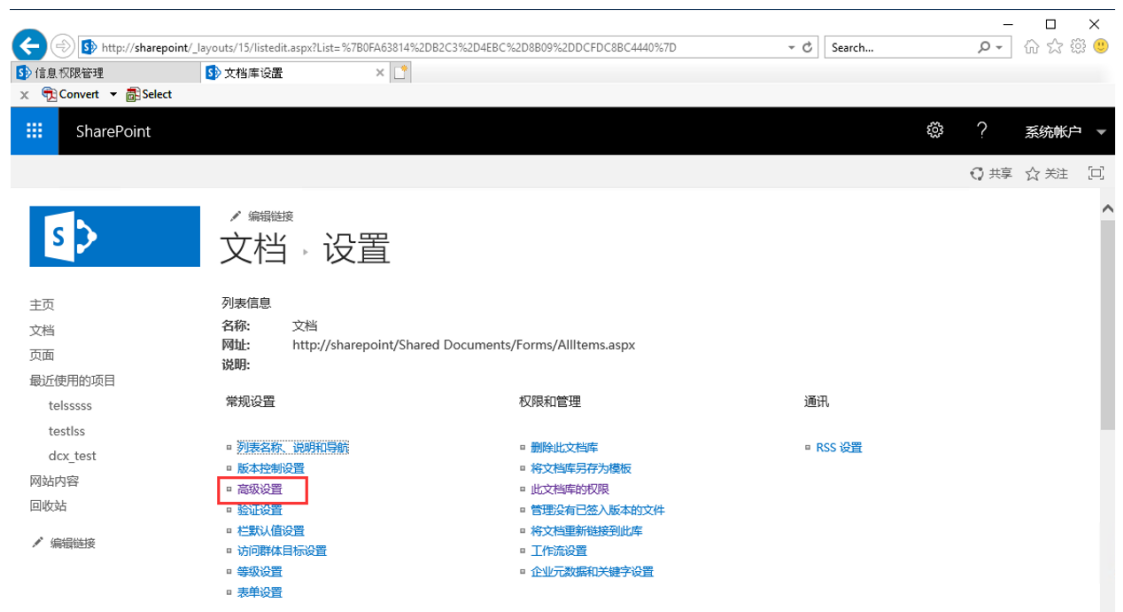 http://sharepoint/_layouts/15/listedit.aspx?List=%7B0FA63814%2DB2C3%2D4EBC%2D8B09%2DDCFDC8BC4440%7D
Search...
信息权限管理
文档库设置
x Convert Select
SharePoint
? 系统帐户
共享 关注
编辑链接
S
文档 › 设置
主页
文档
页面
最近使用的项目
telsssss
testlss
dcx_test
网站内容
回收站
编辑链接
列表信息
名称: 文档
网址: http://sharepoint/Shared Documents/Forms/AllItems.aspx
说明:
常规设置 权限和管理 通讯
列表名称、说明和导航 删除此文档库 RSS 设置
版本控制设置 将文档库另存为模板
高级设置 此文档库的权限
验证设置 管理没有已签入版本的文件
栏默认值设置 将文档重新链接到此库
访问群体目标设置 工作流设置
等级设置 企业元数据和关键字设置
表单设置